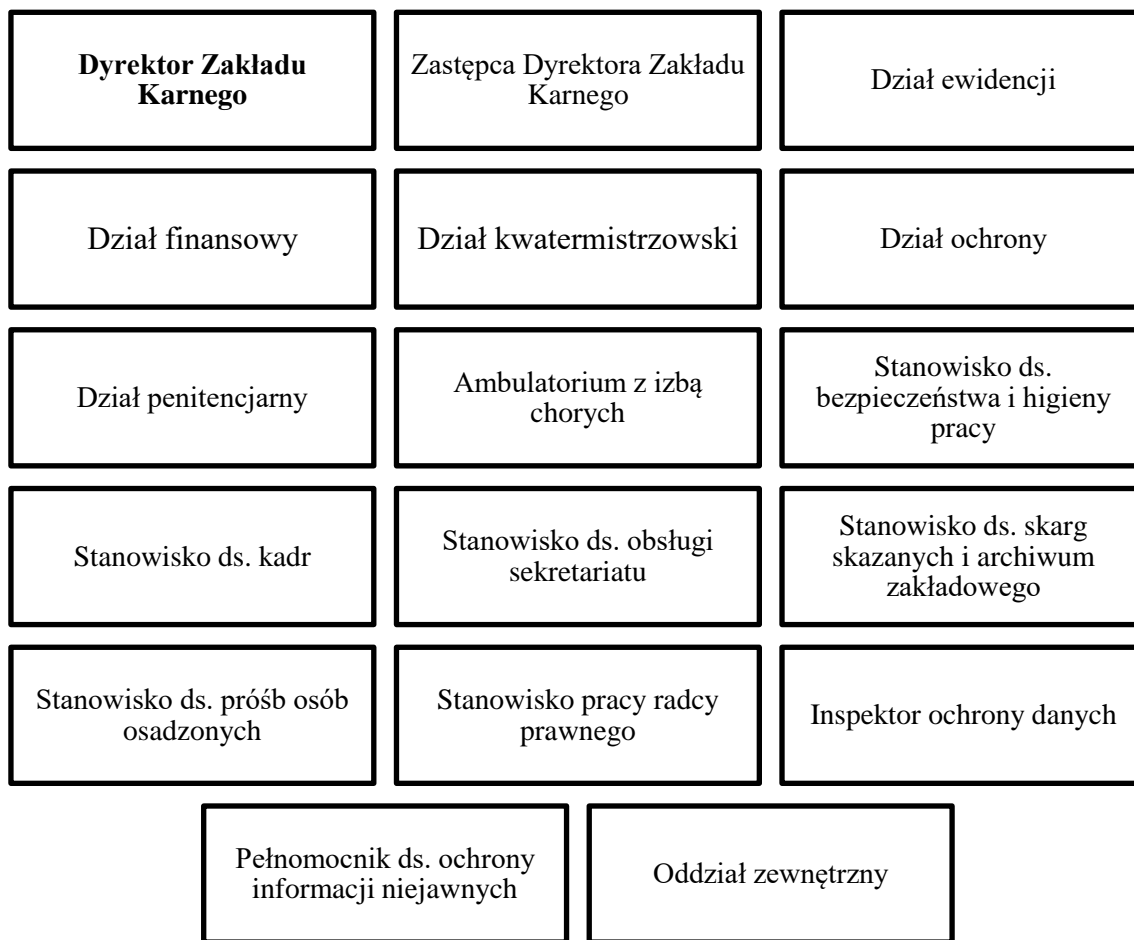 Dyrektor Zakładu
Karnego
Zastępca Dyrektora Zakładu
Karnego
Dział ewidencji
Dział finansowy
Dział kwatermistrzowski
Dział ochrony
Dział penitencjarny
Ambulatorium z izbą
chorych
Stanowisko ds.
bezpieczeństwa i higieny
pracy
Stanowisko ds. kadr
Stanowisko ds. obsługi
sekretariatu
Stanowisko ds. skarg
skazanych i archiwum
zakładowego
Stanowisko ds. próśb osób
osadzonych
Stanowisko pracy radcy
prawnego
Inspektor ochrony danych
Pełnomocnik ds. ochrony
informacji niejawnych
Oddział zewnętrzny